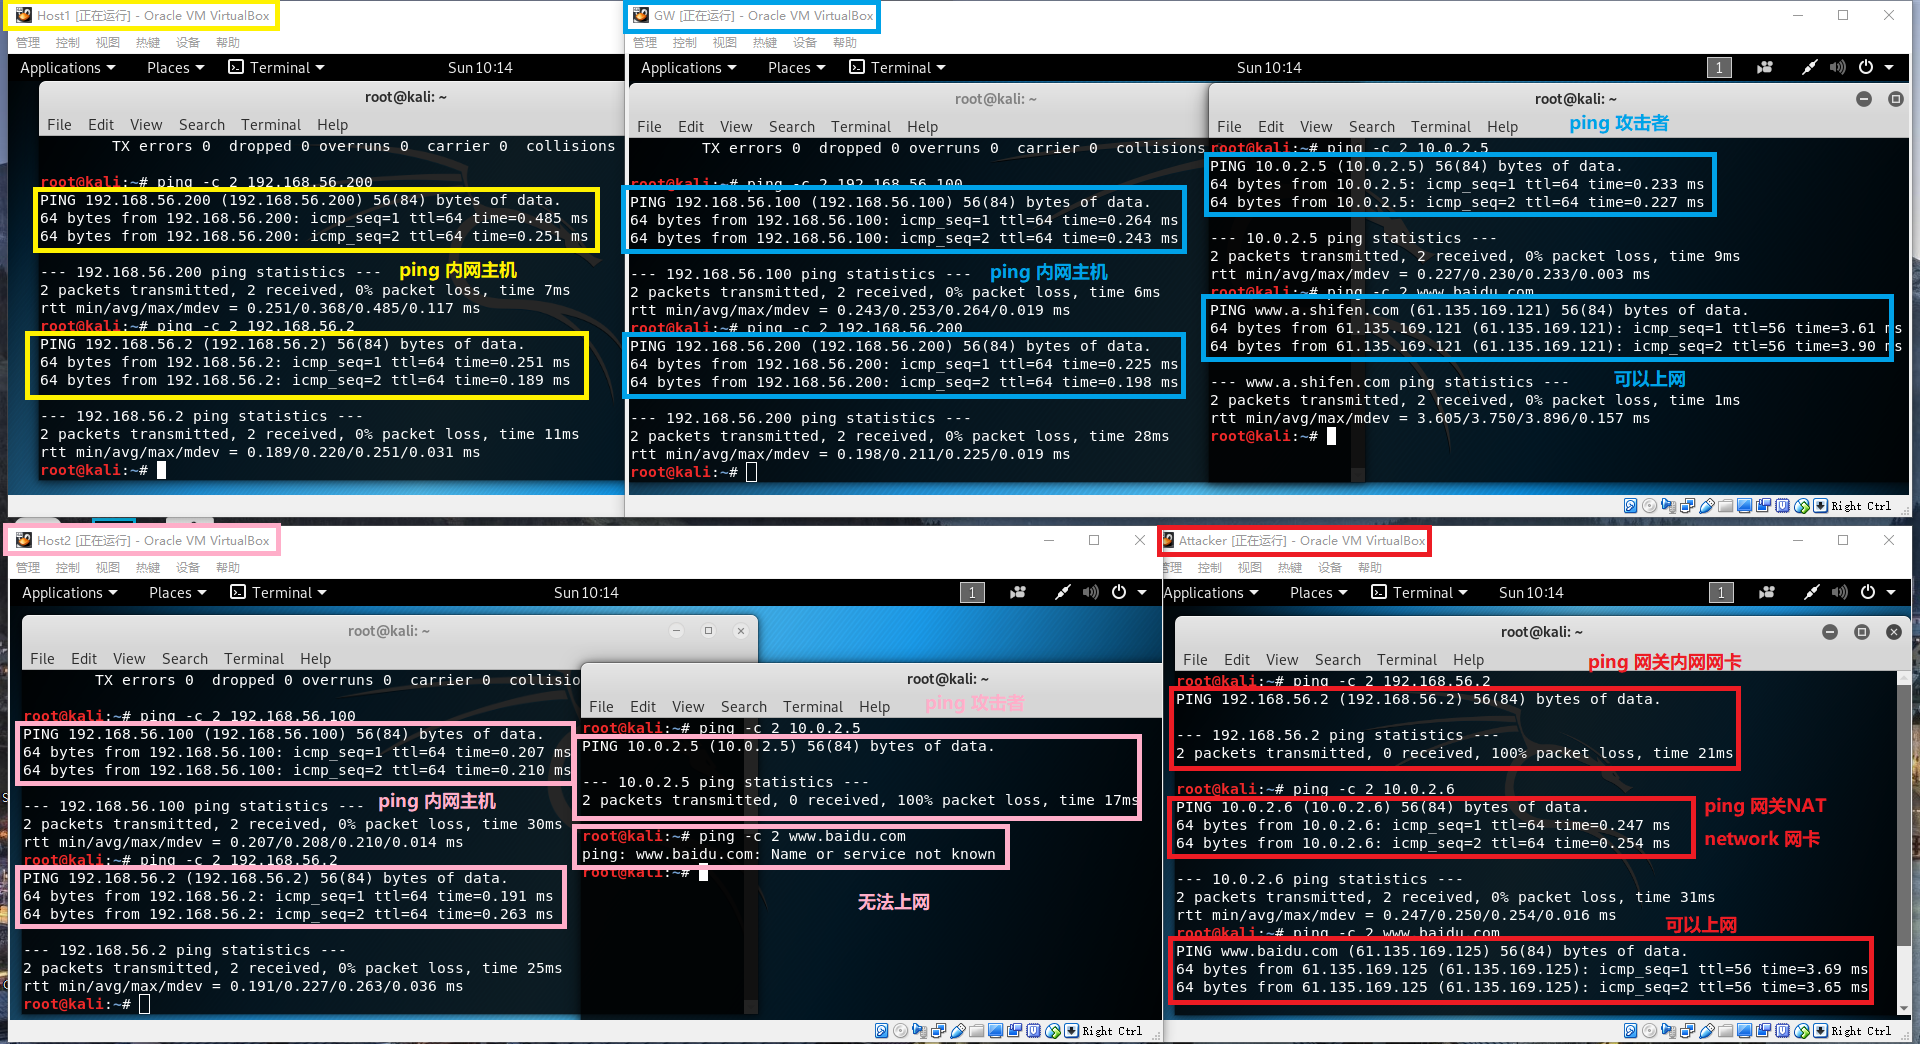 Host1 [正在运行] - Oracle VM VirtualBox
管理 控制 视图 热键 设备 帮助
Applications Places Terminal Sun 10:14
root@kali: ~
File Edit View Search Terminal Help
TX errors 0 dropped 0 overruns 0 carrier 0 collisions
root@kali:~# ping -c 2 192.168.56.200
PING 192.168.56.200 (192.168.56.200) 56(84) bytes of data.
64 bytes from 192.168.56.200: icmp_seq=1 ttl=64 time=0.485 ms
64 bytes from 192.168.56.200: icmp_seq=2 ttl=64 time=0.251 ms
--- 192.168.56.200 ping statistics ---
ping 内网主机
2 packets transmitted, 2 received, 0% packet loss, time 7ms
rtt min/avg/max/mdev = 0.251/0.368/0.485/0.117 ms
root@kali:~# ping -c 2 192.168.56.2
PING 192.168.56.2 (192.168.56.2) 56(84) bytes of data.
64 bytes from 192.168.56.2: icmp_seq=1 ttl=64 time=0.251 ms
64 bytes from 192.168.56.2: icmp_seq=2 ttl=64 time=0.189 ms
--- 192.168.56.2 ping statistics ---
2 packets transmitted, 2 received, 0% packet loss, time 11ms
rtt min/avg/max/mdev = 0.189/0.220/0.251/0.031 ms
root@kali:~#
GW [正在运行] - Oracle VM VirtualBox
管理 控制 视图 热键 设备 帮助
Applications Places Terminal Sun 10:14 1
root@kali: ~
File Edit View Search Terminal Help
TX errors 0 dropped 0 overruns 0 carrier 0 collisions
root@kali:~# ping -c 2 192.168.56.100
PING 192.168.56.100 (192.168.56.100) 56(84) bytes of data.
64 bytes from 192.168.56.100: icmp_seq=1 ttl=64 time=0.264 ms
64 bytes from 192.168.56.100: icmp_seq=2 ttl=64 time=0.243 ms
--- 192.168.56.100 ping statistics ---
ping 内网主机
2 packets transmitted, 2 received, 0% packet loss, time 6ms
rtt min/avg/max/mdev = 0.243/0.253/0.264/0.019 ms
root@kali:~# ping -c 2 192.168.56.200
PING 192.168.56.200 (192.168.56.200) 56(84) bytes of data.
64 bytes from 192.168.56.200: icmp_seq=1 ttl=64 time=0.225 ms
64 bytes from 192.168.56.200: icmp_seq=2 ttl=64 time=0.198 ms
--- 192.168.56.200 ping statistics ---
2 packets transmitted, 2 received, 0% packet loss, time 28ms
rtt min/avg/max/mdev = 0.198/0.211/0.225/0.019 ms
root@kali:~#
root@kali: ~
File Edit View Search Terminal Help
ping 攻击者
root@kali:~# ping -c 2 10.0.2.5
PING 10.0.2.5 (10.0.2.5) 56(84) bytes of data.
64 bytes from 10.0.2.5: icmp_seq=1 ttl=64 time=0.233 ms
64 bytes from 10.0.2.5: icmp_seq=2 ttl=64 time=0.227 ms
--- 10.0.2.5 ping statistics ---
2 packets transmitted, 2 received, 0% packet loss, time 9ms
rtt min/avg/max/mdev = 0.227/0.230/0.233/0.003 ms
root@kali:~# ping -c 2 www.baidu.com
PING www.a.shifen.com (61.135.169.121) 56(84) bytes of data.
64 bytes from 61.135.169.121 (61.135.169.121): icmp_seq=1 ttl=56 time=3.61 ms
64 bytes from 61.135.169.121 (61.135.169.121): icmp_seq=2 ttl=56 time=3.90 ms
--- www.a.shifen.com ping statistics ---
可以上网
2 packets transmitted, 2 received, 0% packet loss, time 1ms
rtt min/avg/max/mdev = 3.605/3.750/3.896/0.157 ms
root@kali:~#
Right Ctrl
Host2 [正在运行] - Oracle VM VirtualBox
管理 控制 视图 热键 设备 帮助
Applications Places Terminal Sun 10:14 1
root@kali: ~
File Edit View Search Terminal Help
TX errors 0 dropped 0 overruns 0 carrier 0 collisio
root@kali:~# ping -c 2 192.168.56.100
PING 192.168.56.100 (192.168.56.100) 56(84) bytes of data.
64 bytes from 192.168.56.100: icmp_seq=1 ttl=64 time=0.207 ms
64 bytes from 192.168.56.100: icmp_seq=2 ttl=64 time=0.210 ms
--- 192.168.56.100 ping statistics ---
ping 内网主机
2 packets transmitted, 2 received, 0% packet loss, time 30ms
rtt min/avg/max/mdev = 0.207/0.208/0.210/0.014 ms
root@kali:~# ping -c 2 192.168.56.2
PING 192.168.56.2 (192.168.56.2) 56(84) bytes of data.
64 bytes from 192.168.56.2: icmp_seq=1 ttl=64 time=0.191 ms
64 bytes from 192.168.56.2: icmp_seq=2 ttl=64 time=0.263 ms
--- 192.168.56.2 ping statistics ---
2 packets transmitted, 2 received, 0% packet loss, time 25ms
rtt min/avg/max/mdev = 0.191/0.227/0.263/0.036 ms
root@kali:~#
root@kali: ~
File Edit View Search Terminal Help
ping 攻击者
root@kali:~# ping -c 2 10.0.2.5
PING 10.0.2.5 (10.0.2.5) 56(84) bytes of data.
--- 10.0.2.5 ping statistics ---
2 packets transmitted, 0 received, 100% packet loss, time 17ms
root@kali:~# ping -c 2 www.baidu.com
ping: www.baidu.com: Name or service not known
root@kali:~#
无法上网
Right Ctrl
Attacker [正在运行] - Oracle VM VirtualBox
管理 控制 视图 热键 设备 帮助
Applications Places Terminal Sun 10:14 1
root@kali: ~
File Edit View Search Terminal Help
ping 网关内网网卡
root@kali:~# ping -c 2 192.168.56.2
PING 192.168.56.2 (192.168.56.2) 56(84) bytes of data.
--- 192.168.56.2 ping statistics ---
2 packets transmitted, 0 received, 100% packet loss, time 21ms
root@kali:~# ping -c 2 10.0.2.6
PING 10.0.2.6 (10.0.2.6) 56(84) bytes of data.
64 bytes from 10.0.2.6: icmp_seq=1 ttl=64 time=0.247 ms
64 bytes from 10.0.2.6: icmp_seq=2 ttl=64 time=0.254 ms
ping 网关NAT
network 网卡
--- 10.0.2.6 ping statistics ---
2 packets transmitted, 2 received, 0% packet loss, time 31ms
rtt min/avg/max/mdev = 0.247/0.250/0.254/0.016 ms
可以上网
root@kali:~# ping -c 2 www.baidu.com
PING www.baidu.com (61.135.169.125) 56(84) bytes of data.
64 bytes from 61.135.169.125 (61.135.169.125): icmp_seq=1 ttl=56 time=3.69 ms
64 bytes from 61.135.169.125 (61.135.169.125): icmp_seq=2 ttl=56 time=3.65 ms
Right Ctrl